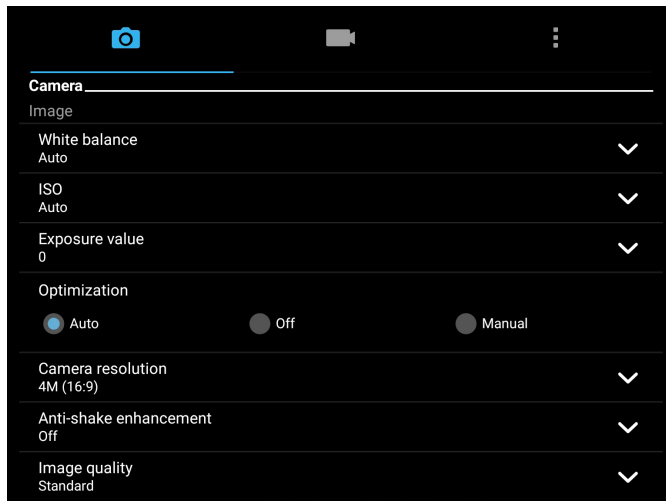 Camera
Image
White balance
Auto
ISO
Auto
Exposure value
0
Optimization
Auto Off Manual
Camera resolution
4M (16:9)
Anti-shake enhancement
Off
Image quality
Standard